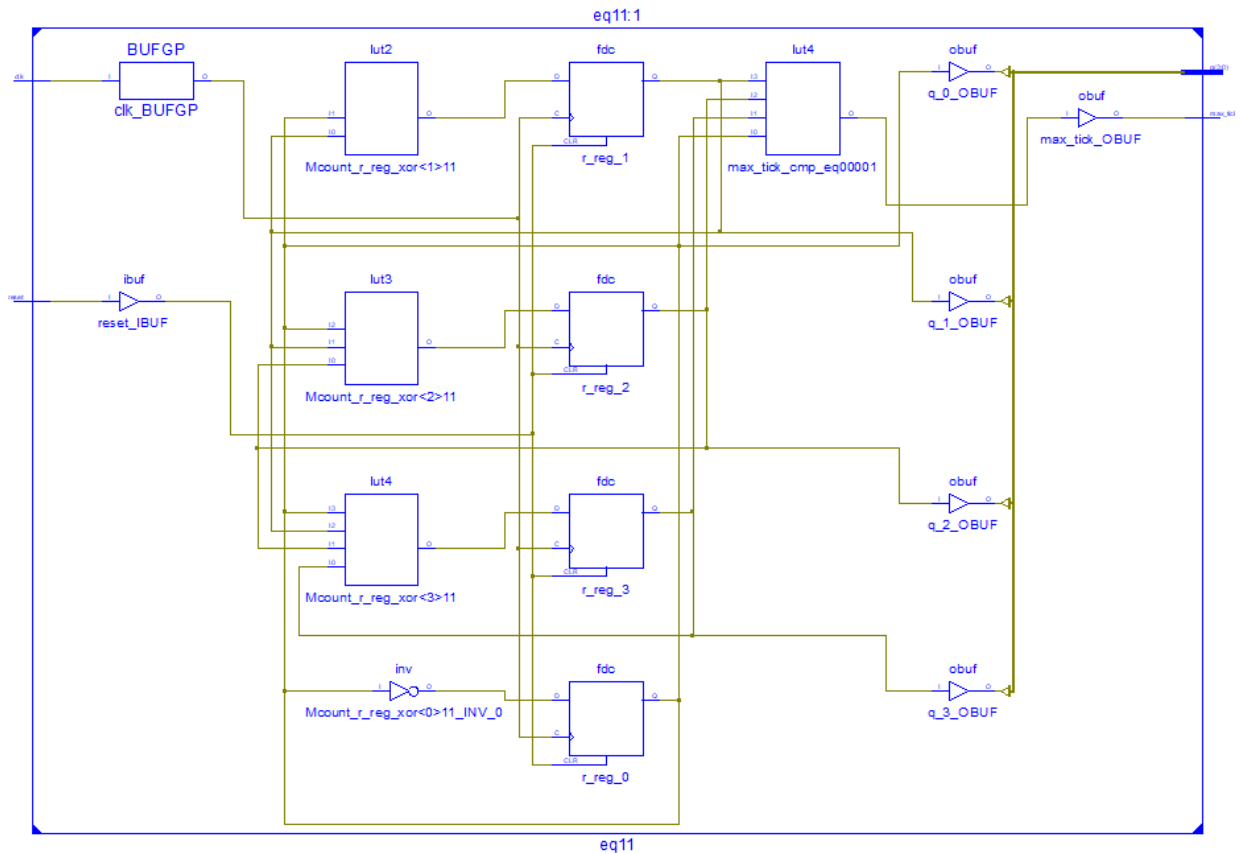 eq11:1
BUFGP
lut2
fdc
lut4
obuf
clk
I
O
clk_BUFGP
I1
I0
O
Mcount_r_reg_xor<1>11
D
Q
C
CLR
r_reg_1
I3
I2
I1
I0
O
max_tick_cmp_eq00001
I
O
q_0_OBUF
q(3:0)
obuf
I
O
max_tick_OBUF
max_tick
ibuf
lut3
fdc
obuf
reset
I
O
reset_IBUF
I2
I1
I0
O
Mcount_r_reg_xor<2>11
D
Q
C
CLR
r_reg_2
I
O
q_1_OBUF
lut4
fdc
obuf
I3
I2
I1
I0
O
Mcount_r_reg_xor<3>11
D
Q
C
CLR
r_reg_3
I
O
q_2_OBUF
inv
fdc
obuf
I
O
Mcount_r_reg_xor<0>11_INV_0
D
Q
C
CLR
r_reg_0
I
O
q_3_OBUF
eq11